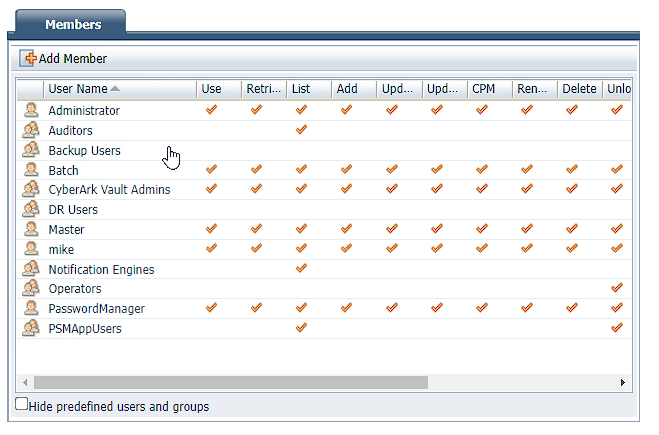 Members
Add Member
User Name Use Retri... List Add Upd... Upd... CPM Ren... Delete Unlo
Administrator
Auditors
Backup Users
Batch
CyberArk Vault Admins
DR Users
Master
mike
Notification Engines
Operators
PasswordManager
PSMAppUsers
Hide predefined users and groups